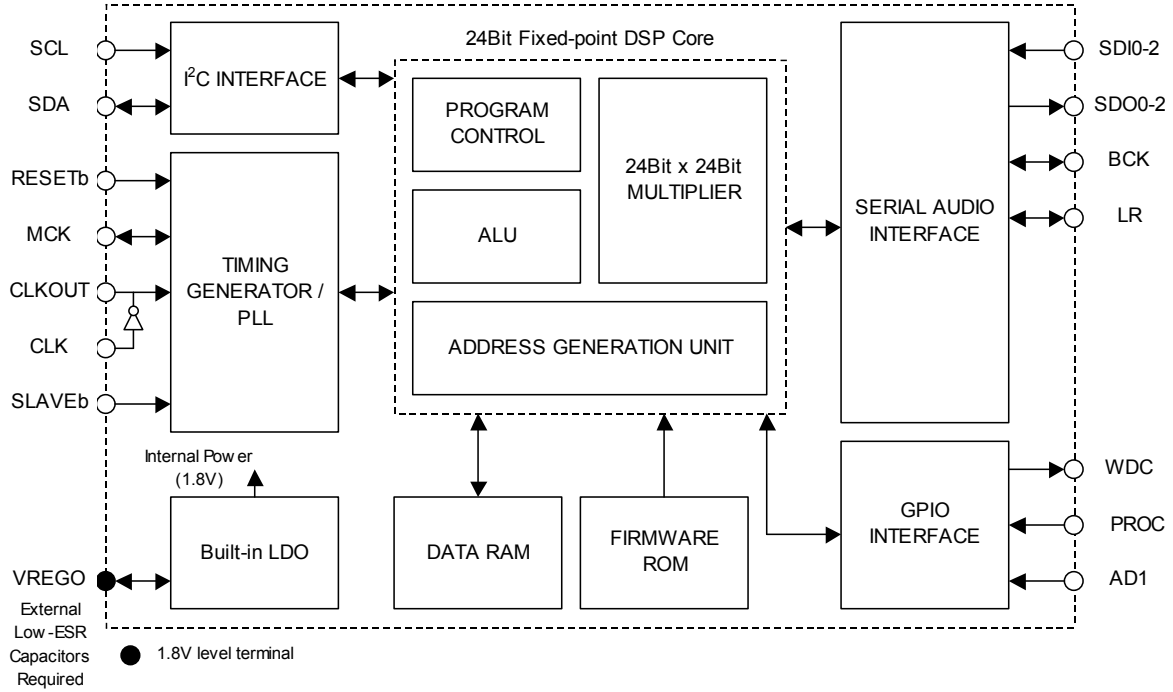 SCL
SDA
RESETb
MCK
CLKOUT
CLK
SLAVEb
VREGO
External
Low-ESR
Capacitors
Required
I²C INTERFACE
TIMING
GENERATOR /
PLL
Internal Power
(1.8V)
Built-in LDO
1.8V level terminal
24Bit Fixed-point DSP Core
PROGRAM
CONTROL
ALU
24Bit x 24Bit
MULTIPLIER
ADDRESS GENERATION UNIT
DATA RAM
FIRMWARE
ROM
SERIAL AUDIO
INTERFACE
GPIO
INTERFACE
SDI0-2
SDO0-2
BCK
LR
WDC
PROC
AD1